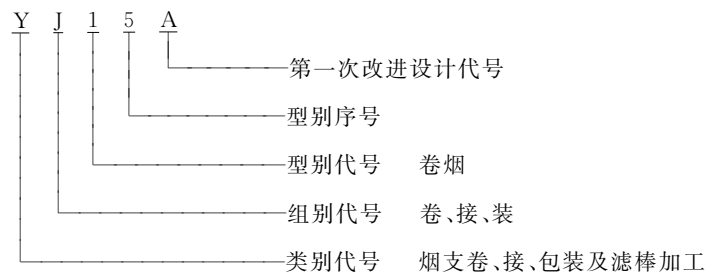 Y J 1 5 A
第一次改进设计代号
型别序号
型别代号 卷烟
组别代号 卷、接、装
类别代号 烟支卷、接、包装及滤棒加工